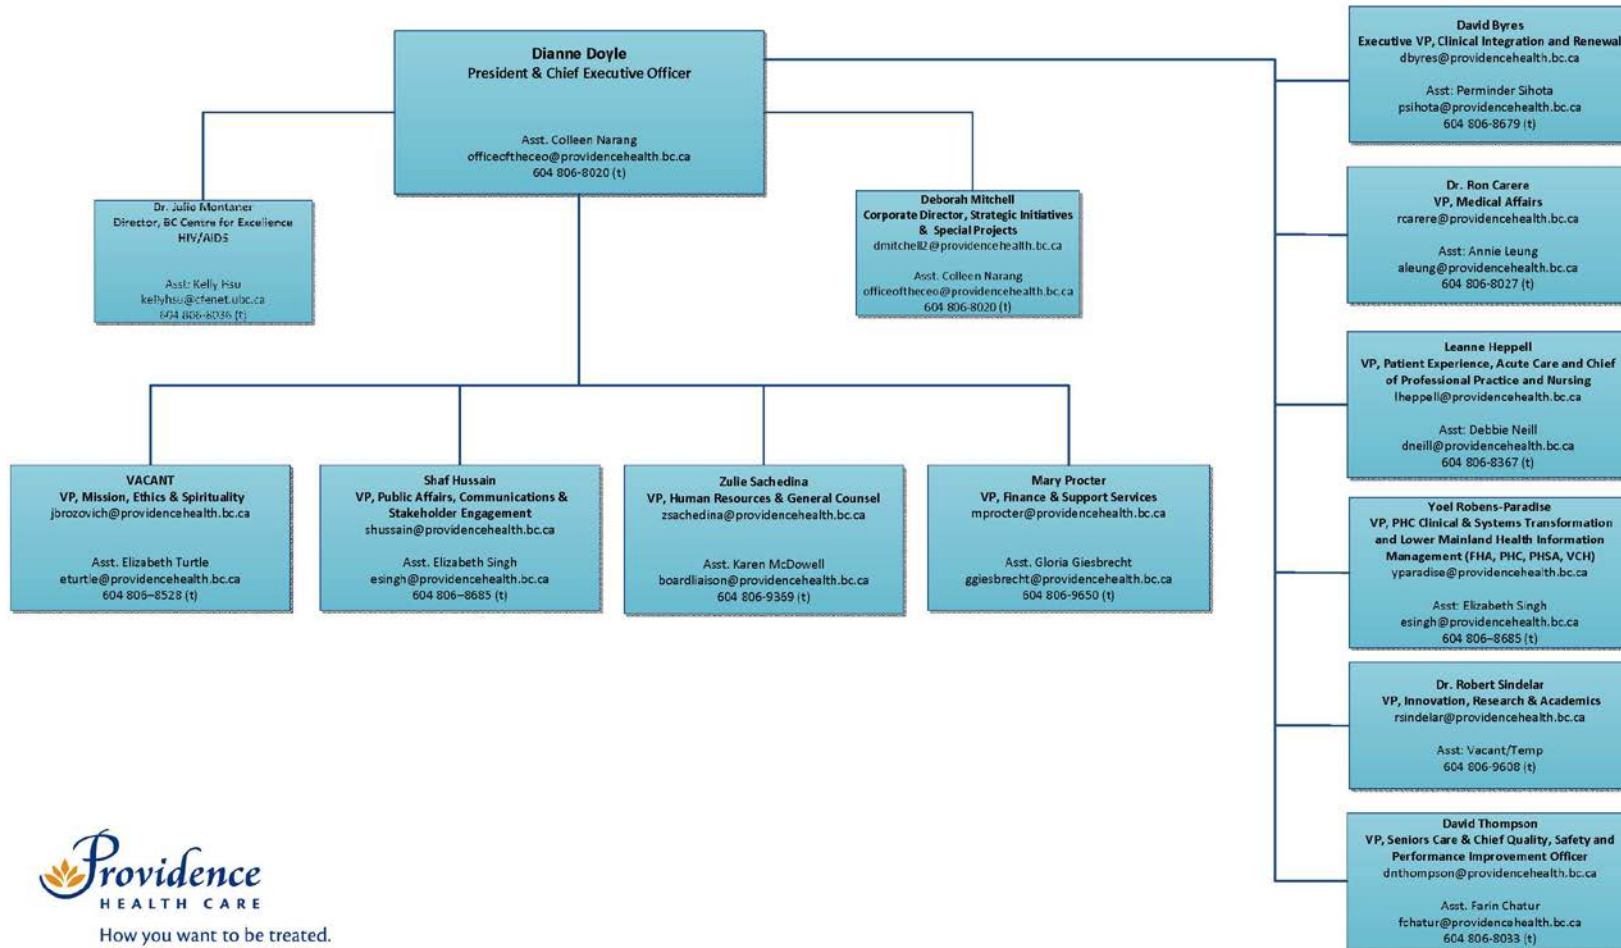 Dianne Doyle
President & Chief Executive Officer
Asst. Colleen Narang
officeoftheceo@providencehealth.bc.ca
604 806-8020 (t)
Dr. Julio Montaner
Director, BC Centre for Excellence
HIV/AIDS
Asst: Kelly Hsu
kellyhsu@cfenet.ubc.ca
604 806-8036 (t)
Deborah Mitchell
Corporate Director, Strategic Initiatives
& Special Projects
dmitchell2@providencehealth.bc.ca
Asst. Colleen Narang
officeoftheceo@providencehealth.bc.ca
604 806-8020 (t)
VACANT
VP, Mission, Ethics & Spirituality
jbrozovich@providencehealth.bc.ca
Asst. Elizabeth Turtle
eturtle@providencehealth.bc.ca
604 806–8528 (t)
Shaf Hussain
VP, Public Affairs, Communications &
Stakeholder Engagement
shussain@providencehealth.bc.ca
Asst. Elizabeth Singh
esingh@providencehealth.bc.ca
604 806–8685 (t)
Zulie Sachedina
VP, Human Resources & General Counsel
zsachedina@providencehealth.bc.ca
Asst. Karen McDowell
boardliaison@providencehealth.bc.ca
604 806-9369 (t)
Mary Procter
VP, Finance & Support Services
mprocter@providencehealth.bc.ca
Asst. Gloria Giesbrecht
ggiesbrecht@providencehealth.bc.ca
604 806-9650 (t)
David Byres
Executive VP, Clinical Integration and Renewal
dbyres@providencehealth.bc.ca
Asst: Perminder Sihota
psihota@providencehealth.bc.ca
604 806-8679 (t)
Dr. Ron Carere
VP, Medical Affairs
rcarere@providencehealth.bc.ca
Asst: Annie Leung
aleung@providencehealth.bc.ca
604 806-8027 (t)
Leanne Heppell
VP, Patient Experience, Acute Care and Chief
of Professional Practice and Nursing
lheppell@providencehealth.bc.ca
Asst: Debbie Neill
dneill@providencehealth.bc.ca
604 806-8367 (t)
Yoel Robens-Paradise
VP, PHC Clinical & Systems Transformation
and Lower Mainland Health Information
Management (FHA, PHC, PHSA, VCH)
yparadise@providencehealth.bc.ca
Asst: Elizabeth Singh
esingh@providencehealth.bc.ca
604 806–8685 (t)
Dr. Robert Sindelar
VP, Innovation, Research & Academics
rsindelar@providencehealth.bc.ca
Asst: Vacant/Temp
604 806-9608 (t)
David Thompson
VP, Seniors Care & Chief Quality, Safety and
Performance Improvement Officer
dnthompson@providencehealth.bc.ca
Asst. Farin Chatur
fchatur@providencehealth.bc.ca
604 806-8033 (t)
Providence
HEALTH CARE
How you want to be treated.